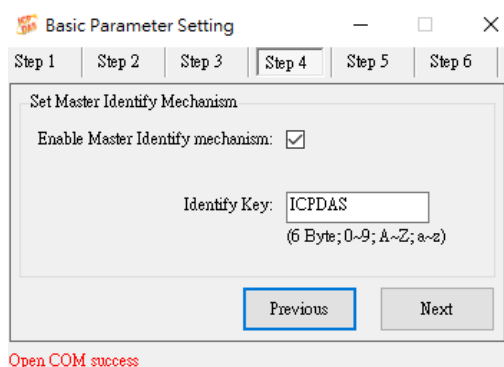 Basic Parameter Setting
Step 1 Step 2 Step 3 Step 4 Step 5 Step 6
Set Master Identify Mechanism
Enable Master Identify mechanism:
Identify Key: ICPDAS
(6 Byte; 0~9; A~Z; a~z)
Previous Next
Open COM success